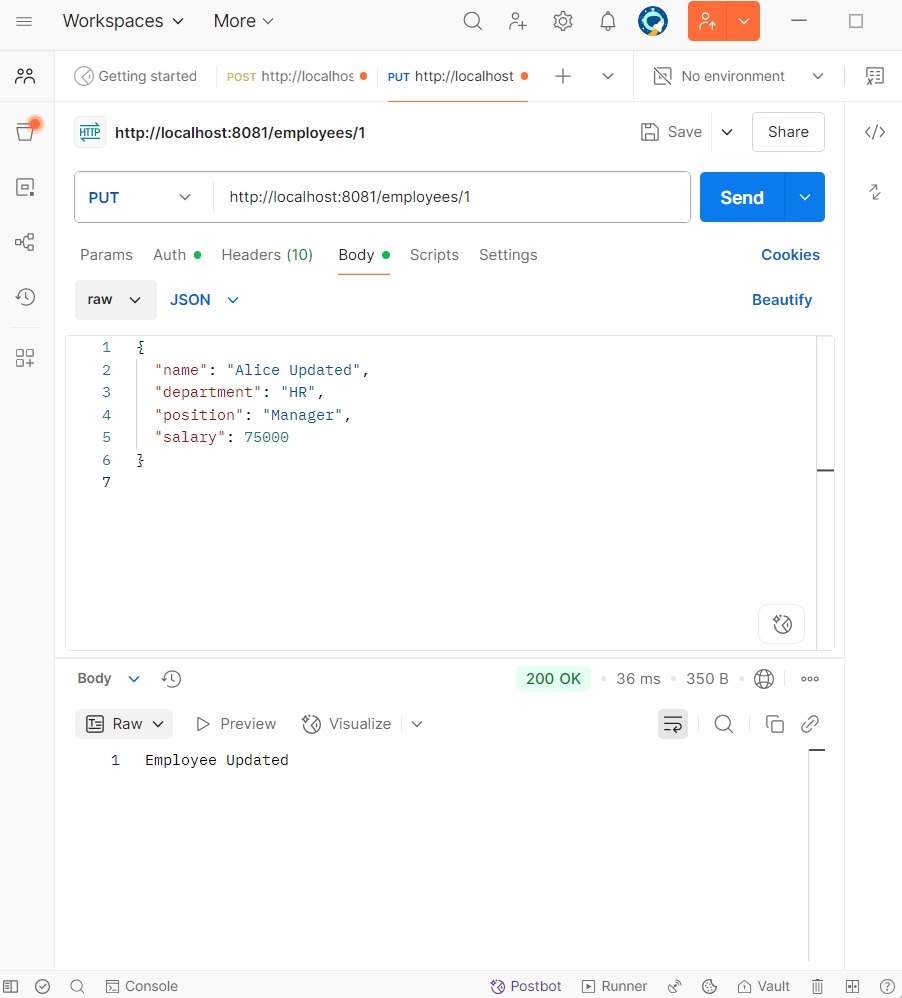 Workspaces More
Getting started POST http://localhos PUT http://localhost No environment
HTTP http://localhost:8081/employees/1 Save Share
PUT http://localhost:8081/employees/1 Send
Params Auth Headers (10) Body Scripts Settings Cookies
raw JSON Beautify
1 {
2 "name": "Alice Updated",
3 "department": "HR",
4 "position": "Manager",
5 "salary": 75000
6 }
7
Body 200 OK • 36 ms • 350 B •
Raw Preview Visualize
1 Employee Updated
Console Postbot Runner Vault